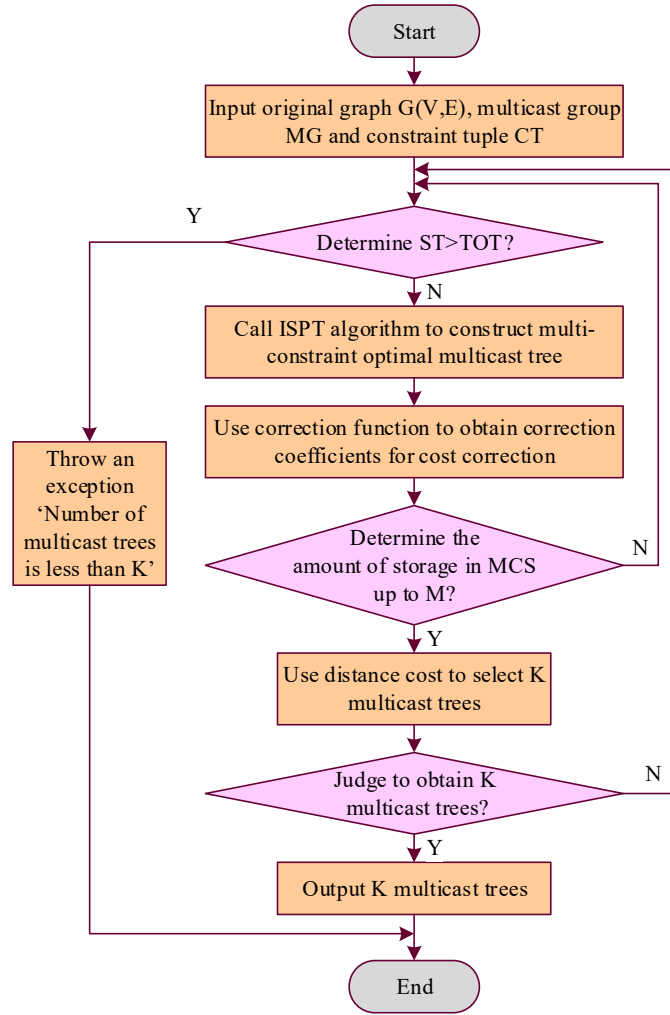 Start
Input original graph G(V,E), multicast group
MG and constraint tuple CT
Y
Determine ST>TOT?
N
Call ISPT algorithm to construct multi-
constraint optimal multicast tree
Use correction function to obtain correction
coefficients for cost correction
Throw an
exception
‘Number of
multicast trees
is less than K’
Determine the
amount of storage in MCS
up to M?
N
Y
Use distance cost to select K
multicast trees
Judge to obtain K
multicast trees?
N
Y
Output K multicast trees
End